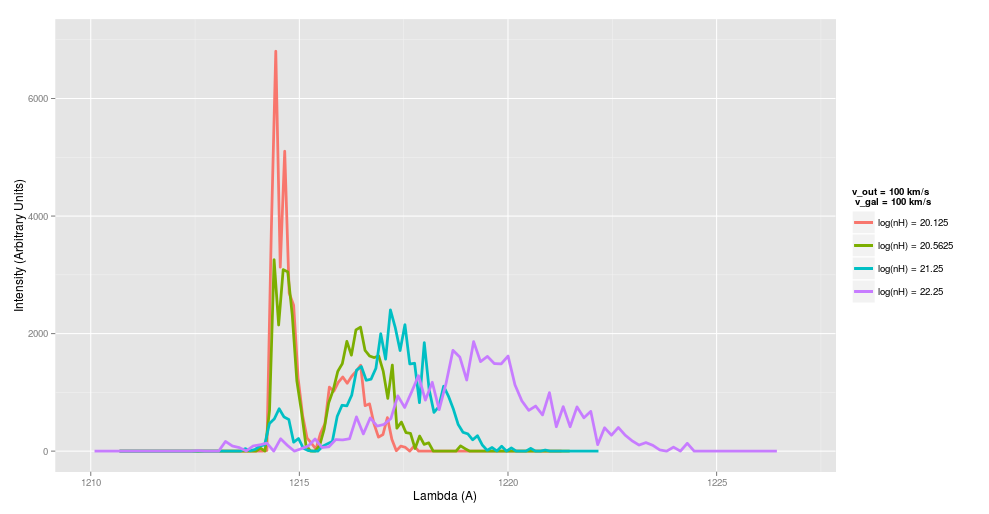 6000
4000
2000
0
1210
1215
1220
1225
Lambda (A)
Intensity (Arbitrary Units)
v_out = 100 km/s
v_gal = 100 km/s
log(nH) = 20.125
log(nH) = 20.5625
log(nH) = 21.25
log(nH) = 22.25